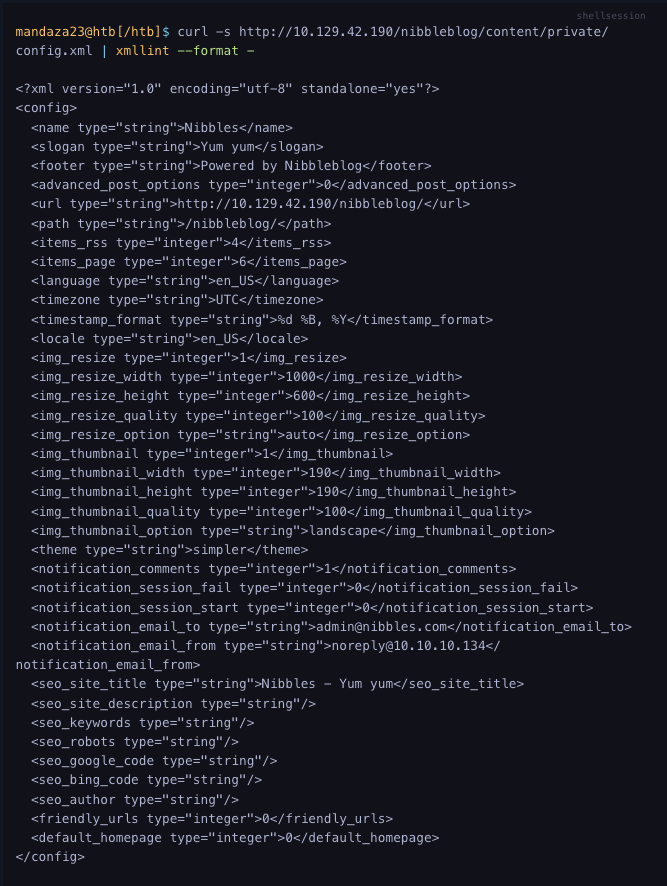 shellsession
mandaza23@htb[/htb]$ curl -s http://10.129.42.190/nibbleblog/content/private/
config.xml | xmllint --format -
<?xml version="1.0" encoding="utf-8" standalone="yes"?>
<config>
  <name type="string">Nibbles</name>
  <slogan type="string">Yum yum</slogan>
  <footer type="string">Powered by Nibbleblog</footer>
  <advanced_post_options type="integer">0</advanced_post_options>
  <url type="string">http://10.129.42.190/nibbleblog/</url>
  <path type="string">/nibbleblog/</path>
  <items_rss type="integer">4</items_rss>
  <items_page type="integer">6</items_page>
  <language type="string">en_US</language>
  <timezone type="string">UTC</timezone>
  <timestamp_format type="string">%d %B, %Y</timestamp_format>
  <locale type="string">en_US</locale>
  <img_resize type="integer">1</img_resize>
  <img_resize_width type="integer">1000</img_resize_width>
  <img_resize_height type="integer">600</img_resize_height>
  <img_resize_quality type="integer">100</img_resize_quality>
  <img_resize_option type="string">auto</img_resize_option>
  <img_thumbnail type="integer">1</img_thumbnail>
  <img_thumbnail_width type="integer">190</img_thumbnail_width>
  <img_thumbnail_height type="integer">190</img_thumbnail_height>
  <img_thumbnail_quality type="integer">100</img_thumbnail_quality>
  <img_thumbnail_option type="string">landscape</img_thumbnail_option>
  <theme type="string">simpler</theme>
  <notification_comments type="integer">1</notification_comments>
  <notification_session_fail type="integer">0</notification_session_fail>
  <notification_session_start type="integer">0</notification_session_start>
  <notification_email_to type="string">admin@nibbles.com</notification_email_to>
  <notification_email_from type="string">noreply@10.10.10.134</
notification_email_from>
  <seo_site_title type="string">Nibbles - Yum yum</seo_site_title>
  <seo_site_description type="string"/>
  <seo_keywords type="string"/>
  <seo_robots type="string"/>
  <seo_google_code type="string"/>
  <seo_bing_code type="string"/>
  <seo_author type="string"/>
  <friendly_urls type="integer">0</friendly_urls>
  <default_homepage type="integer">0</default_homepage>
</config>